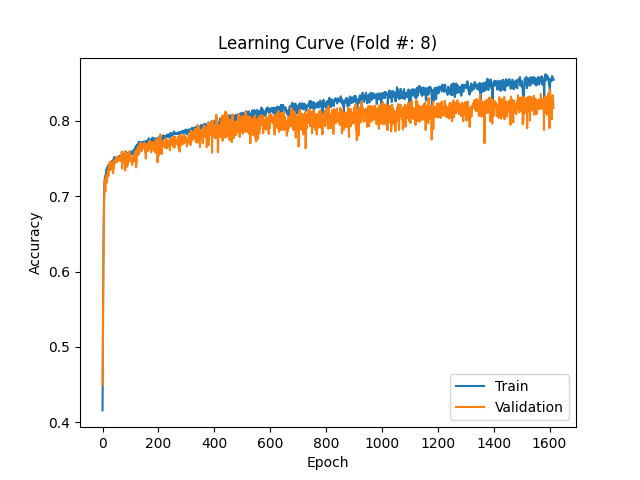 Learning Curve (Fold #: 8)
Accuracy
0.8
0.7
0.6
0.5
0.4
0 200 400 600 800 1000 1200 1400 1600
Epoch
Train
Validation